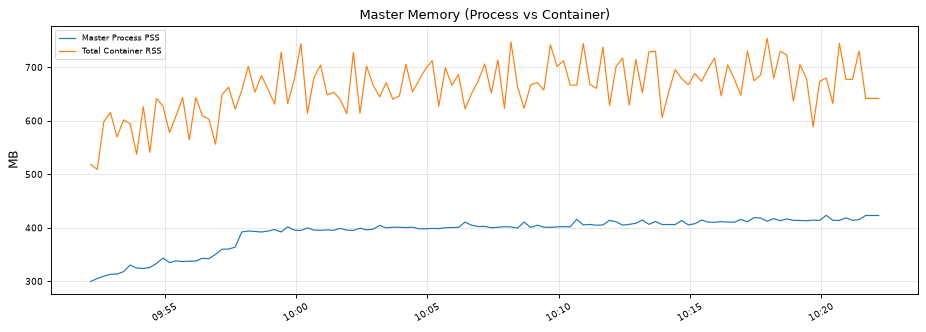 Master Memory (Process vs Container)
Master Process PSS
Total Container RSS
MB
700
600
500
400
300
09:55
10:00
10:05
10:10
10:15
10:20